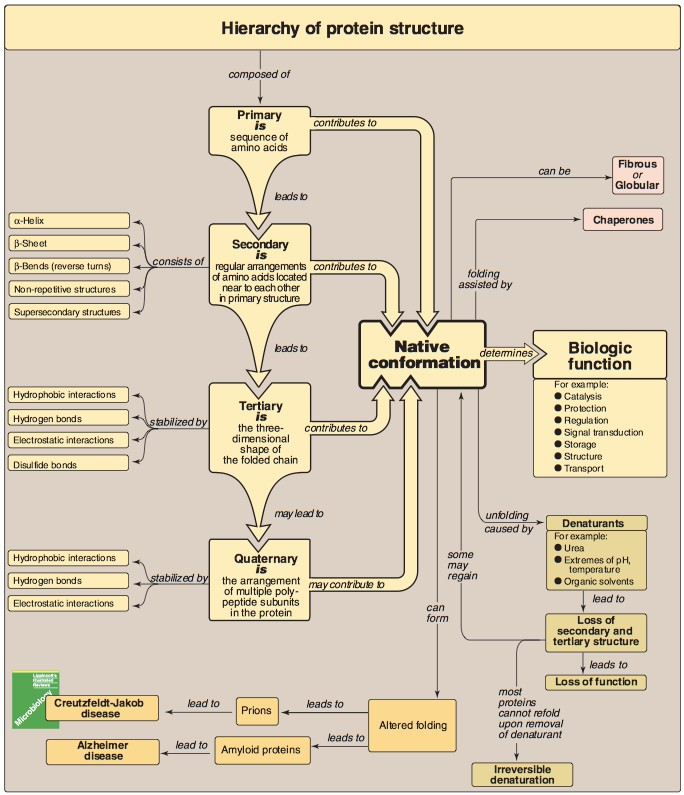 Hierarchy of protein structure
composed of
Primary
is
sequence of
amino acids
contributes to
leads to
Secondary
is
regular arrangements
of amino acids located
near to each other
in primary structure
contributes to
consists of
α-Helix
β-Sheet
β-Bends (reverse turns)
Non-repetitive structures
Supersecondary structures
leads to
Tertiary
is
the three-
dimensional
shape of
the folded chain
contributes to
stabilized by
Hydrophobic interactions
Hydrogen bonds
Electrostatic interactions
Disulfide bonds
may lead to
Quaternary
is
the arrangement
of multiple poly-
peptide subunits
in the protein
may contribute to
stabilized by
Hydrophobic interactions
Hydrogen bonds
Electrostatic interactions
Native
conformation
can be
Fibrous
or
Globular
folding
assisted by
Chaperones
determines
Biologic
function
For example:
● Catalysis
● Protection
● Regulation
● Signal transduction
● Storage
● Structure
● Transport
unfolding
caused by
Denaturants
For example:
● Urea
● Extremes of pH,
temperature
● Organic solvents
lead to
Loss of
secondary and
tertiary structure
leads to
Loss of function
some
may
regain
most
proteins
cannot refold
upon removal
of denaturant
Irreversible
denaturation
can
form
Altered folding
leads to
Prions
lead to
Creutzfeldt-Jakob
disease
leads to
Amyloid proteins
lead to
Alzheimer
disease
Lippincott's
Illustrated
Reviews
Microbiology